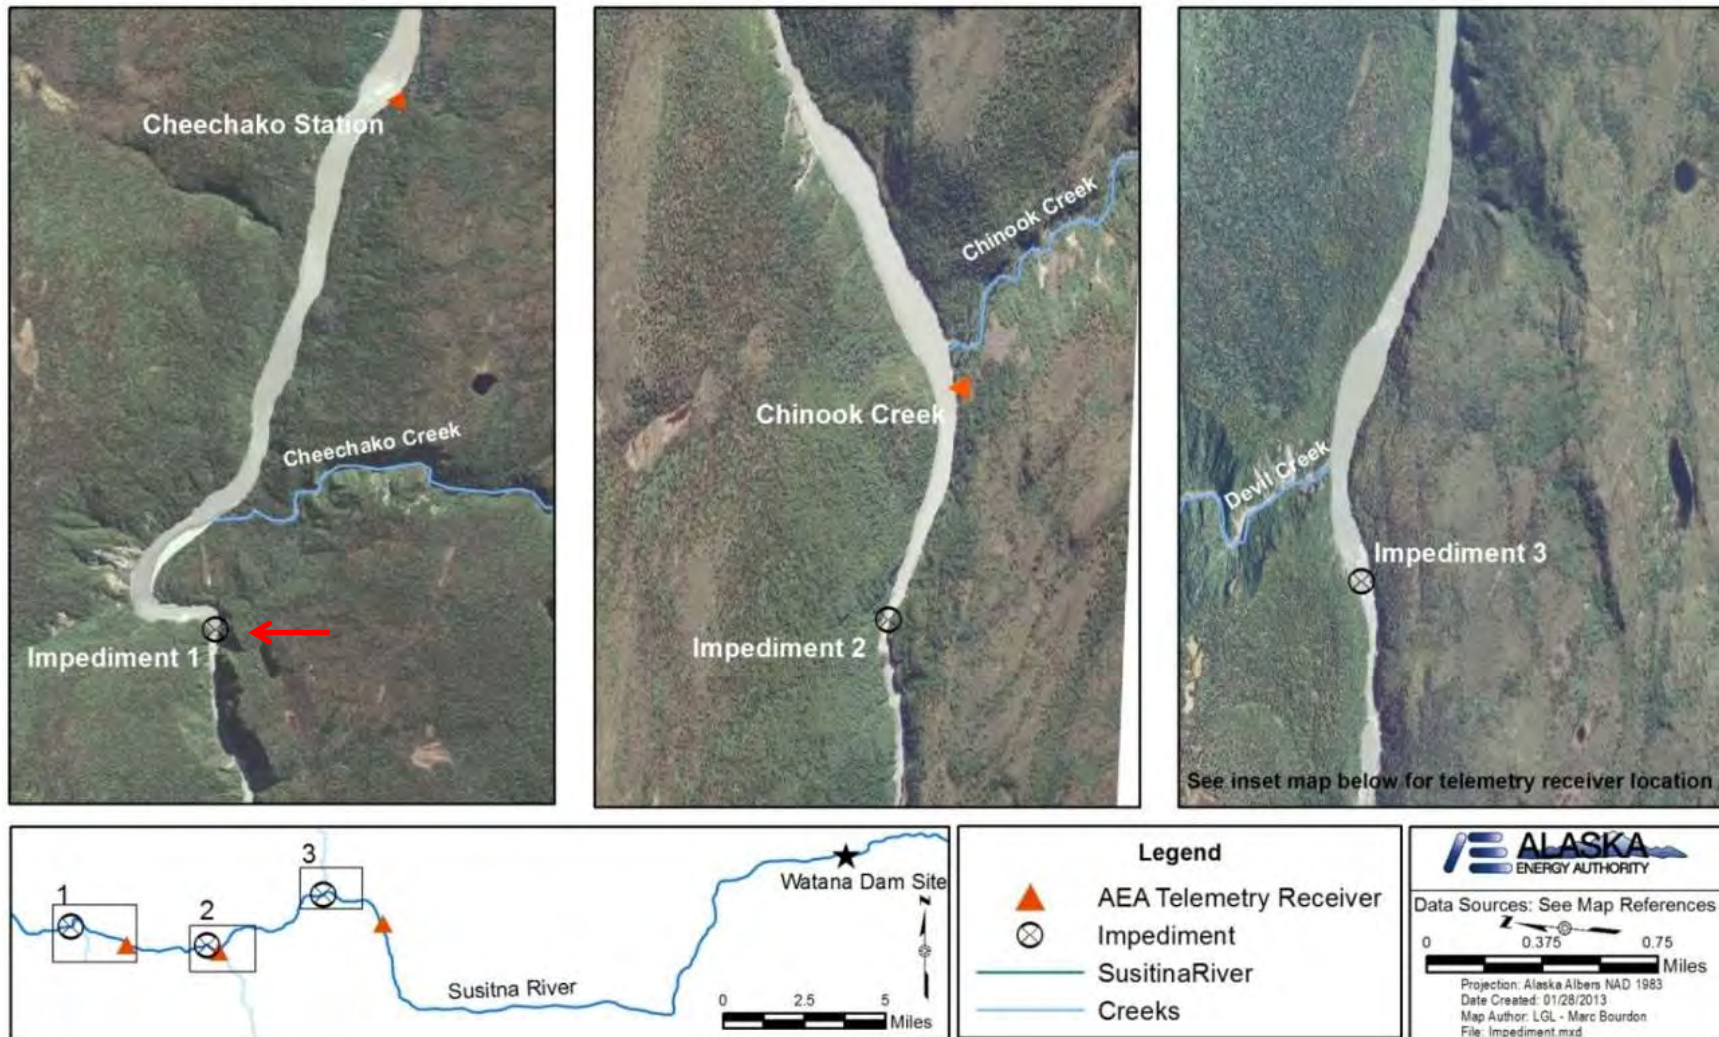 Cheechako Station
Cheechako Creek
Impediment 1
Chinook Creek
Chinook Creek
Impediment 2
Devil Creek
Impediment 3
See inset map below for telemetry receiver location
1
2
3
Watana Dam Site
N
Susitna River
0 2.5 5
Miles
Legend
AEA Telemetry Receiver
Impediment
SusitinaRiver
Creeks
ALASKA
ENERGY AUTHORITY
Data Sources: See Map References
N
0 0.375 0.75
Miles
Projection: Alaska Albers NAD 1983
Date Created: 01/28/2013
Map Author: LGL - Marc Bourdon
File: Impediment.mxd